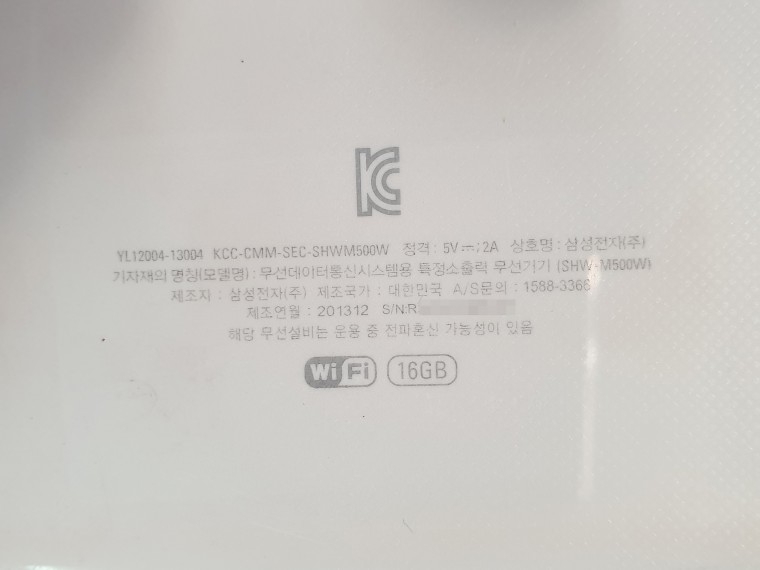 KC
YL12004-13004 KCC-CMM-SEC-SHWM500W 정격 : 5V⎓; 2A 상호명 : 삼성전자(주)
기자재의 명칭(모델명) : 무선데이터통신시스템용 특정소출력 무선기기 (SHW-M500W)
제조자 : 삼성전자(주) 제조국가 : 대한민국 A/S문의 : 1588-3366
제조연월 : 201312 S/N:R
해당 무선설비는 운용 중 전파혼신 가능성이 있음
Wi Fi 16GB